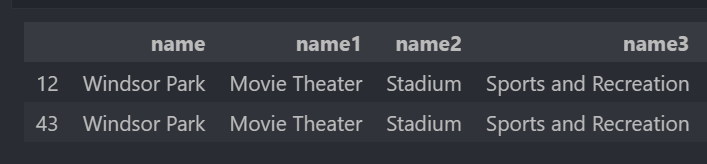 name name1 name2 name3
12 Windsor Park Movie Theater Stadium Sports and Recreation
43 Windsor Park Movie Theater Stadium Sports and Recreation